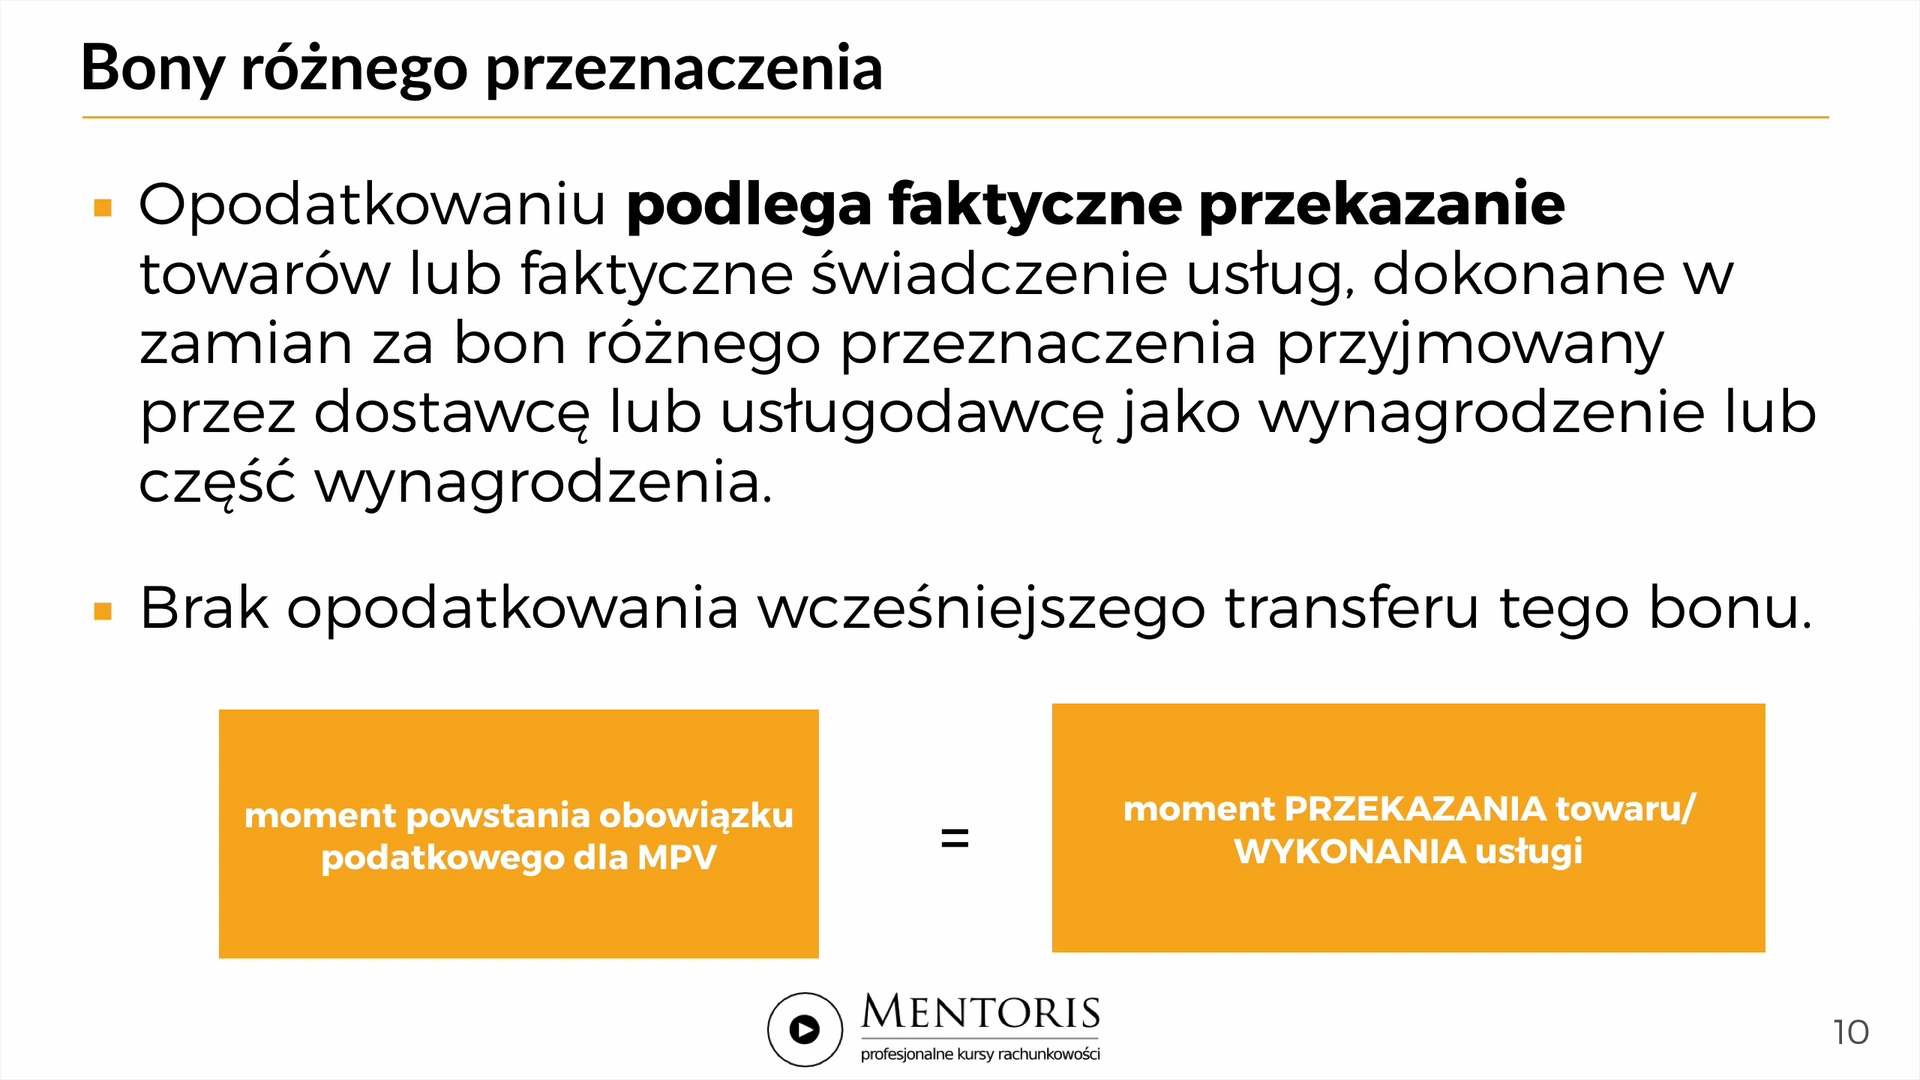 Bony różnego przeznaczenia
Opodatkowaniu podlega faktyczne przekazanie
towarów lub faktyczne świadczenie usług, dokonane w
zamian za bon różnego przeznaczenia przyjmowany
przez dostawcę lub usługodawcę jako wynagrodzenie lub
część wynagrodzenia.
Brak opodatkowania wcześniejszego transferu tego bonu.
moment powstania obowiązku
podatkowego dla MPV
=
moment PRZEKAZANIA towaru/
WYKONANIA usługi
MENTORIS
profesjonalne kursy rachunkowości
10